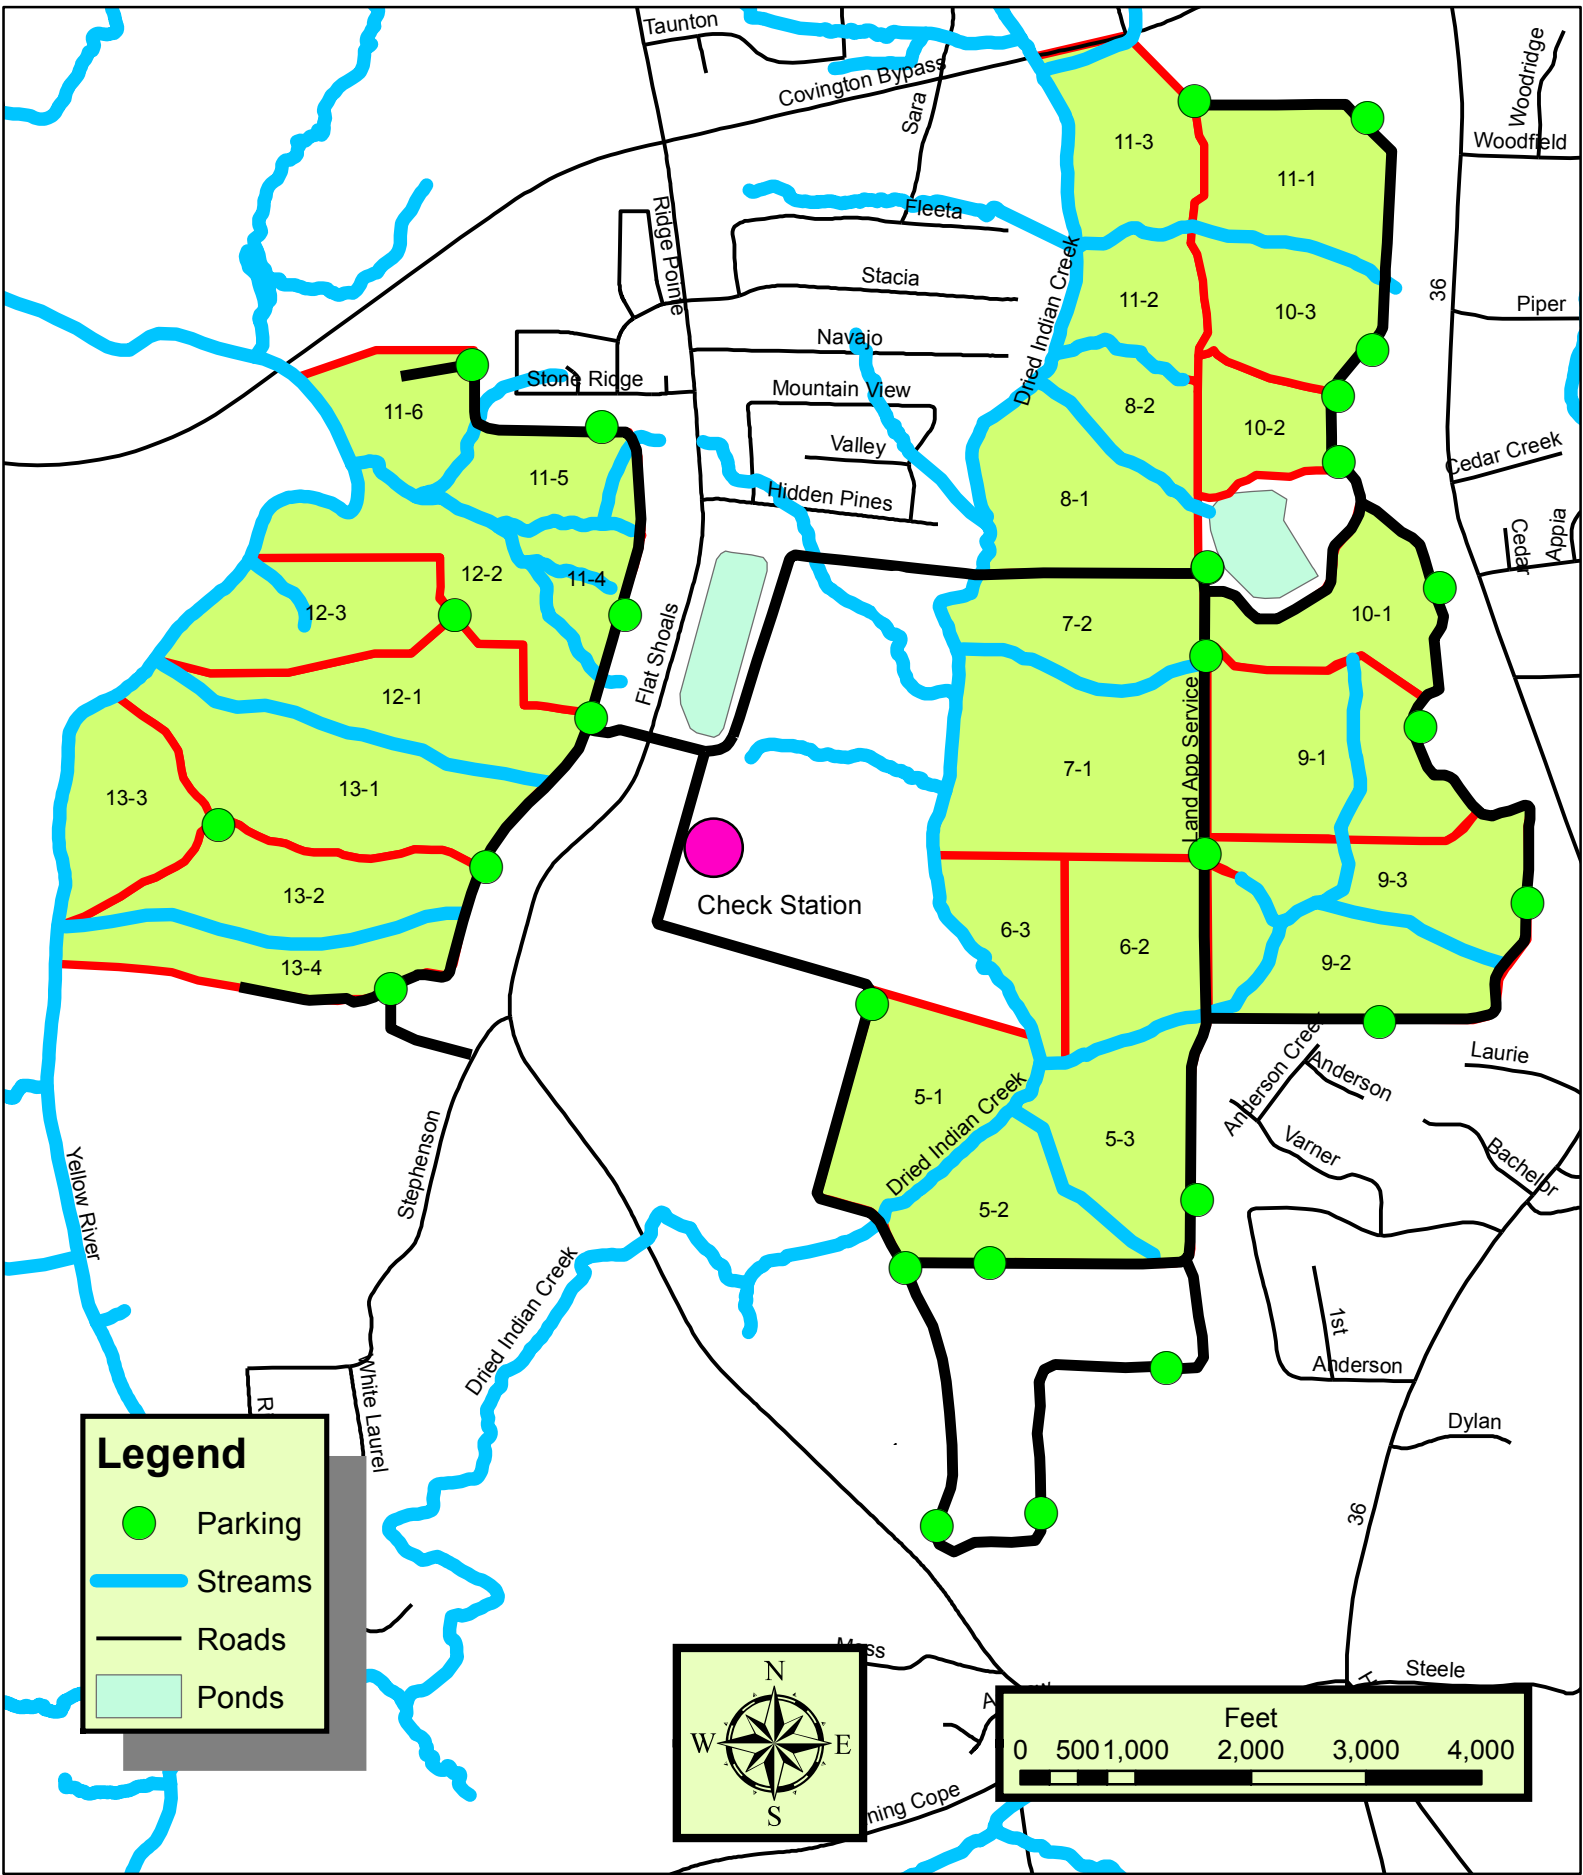 Taunton
Covington Bypass
Sara
Woodridge
Woodfield
11-3
11-1
Ridge Pointe
Fleeta
Stacia
Dried Indian Creek
11-2
10-3
36
Piper
Navajo
Stone Ridge
Mountain View
11-6
8-2
10-2
Valley
Cedar Creek
11-5
Hidden Pines
8-1
Cedar
Appia
12-2
11-4
12-3
7-2
10-1
Flat Shoals
12-1
Land App Service
7-1
9-1
13-3
13-1
13-2
Check Station
9-3
6-3
6-2
9-2
13-4
Anderson Creek
Anderson
Laurie
5-1
Dried Indian Creek
5-3
Varner
Bachelor
Yellow River
Stephenson
5-2
Dried Indian Creek
1st
Anderson
White Laurel
Dylan
Legend
Parking
Streams
Roads
Ponds
36
Steele
N
W
E
S
Feet
0 500 1,000 2,000 3,000 4,000